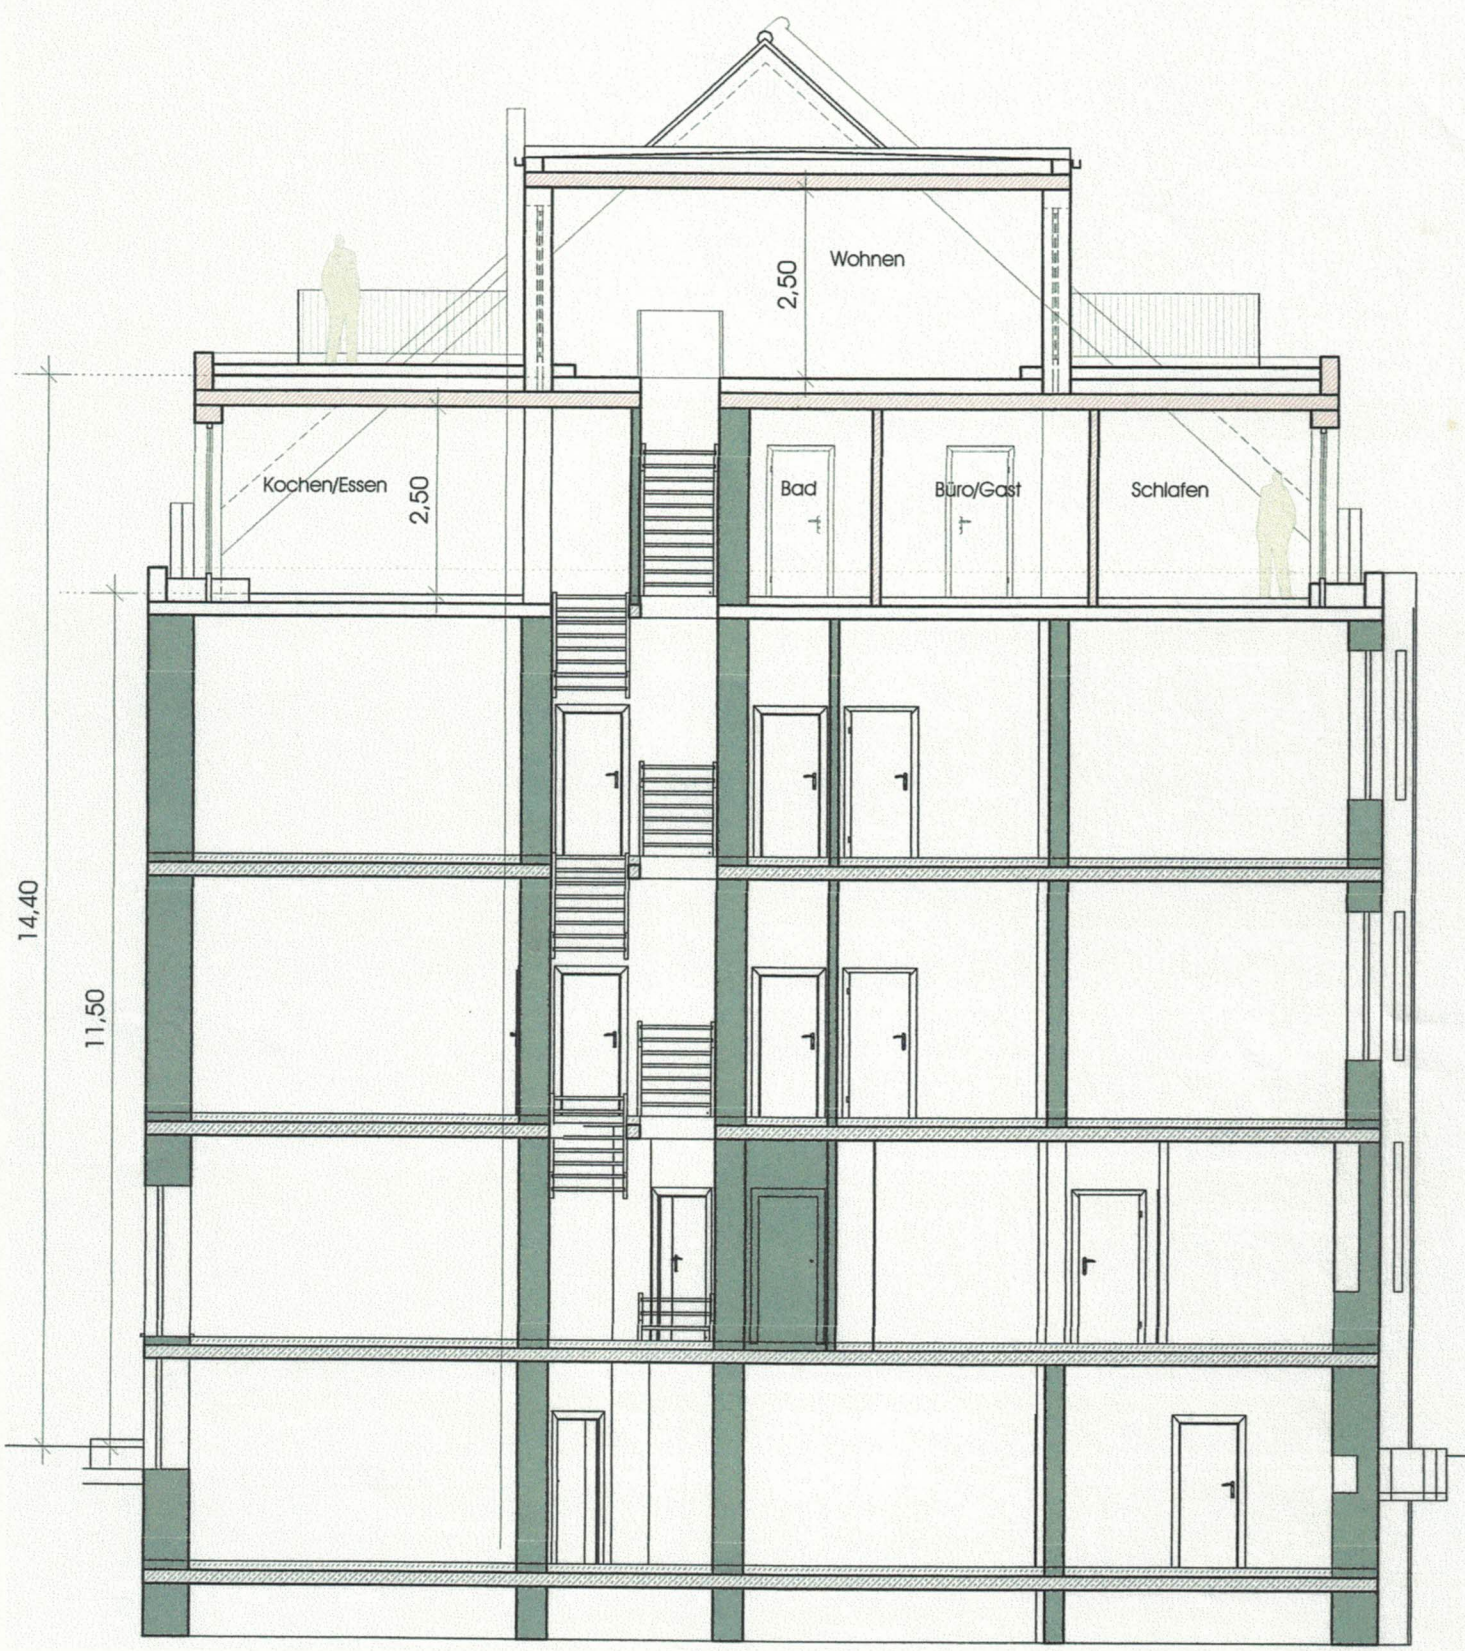 Wohnen
2,50
Kochen/Essen
2,50
Bad
Büro/Gast
Schlafen
14,40
11,50